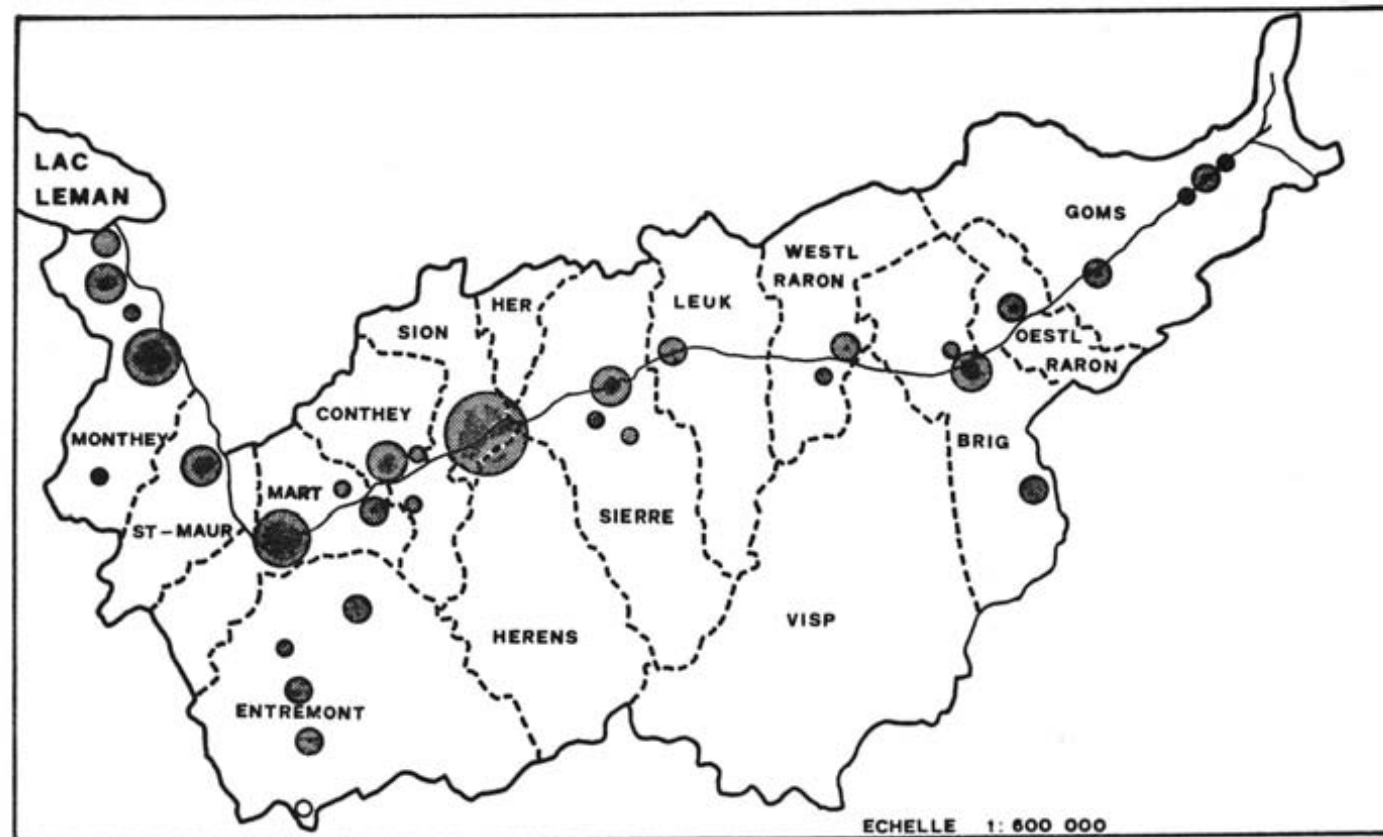 LAC
LEMAN
GOMS
WESTL
RARON
HER
LEUK
SION
OESTL
RARON
CONTHEY
MONTHEY
BRIG
MART
SIERRE
ST-MAUR
VISP
HERENS
ENTREMONT
ECHELLE 1: 600 000